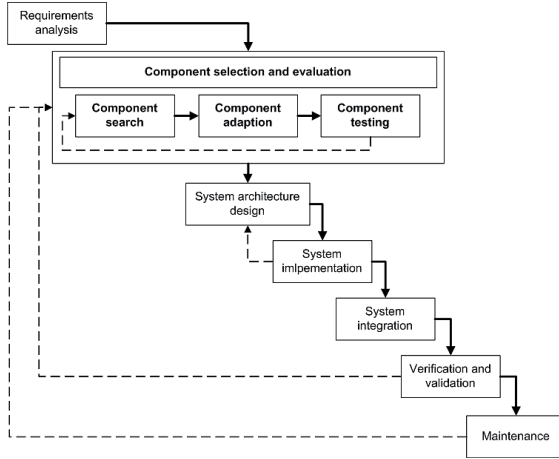 Requirements
analysis
Component selection and evaluation
Component
search
Component
adaption
Component
testing
System architecture
design
System
imlpementation
System
integration
Verification and
validation
Maintenance